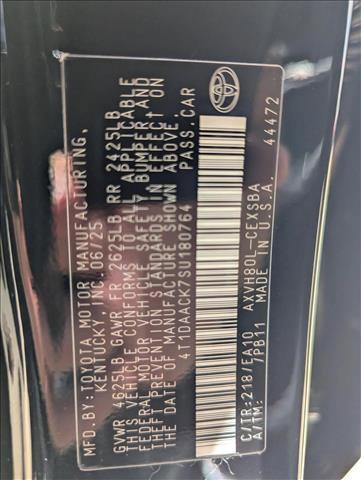 MFD.BY:TOYOTA MOTOR MANUFACTURING,
KENTUCKY, INC.06/25
GVWR 4625LB GAWR FR 2625LB RR 2425LB
THIS VEHICLE CONFORMS TO ALL APPLICABLE
FEDERAL MOTOR VEHICLE SAFETY, BUMPER, AND
THEFT PREVENTION STANDARDS IN EFFECT ON
THE DATE OF MANUFACTURE SHOWN ABOVE.
4T1DAACK7SU180764 PASS.CAR
C/TR:218/EA10 AXVH80L-CEXSBA
A/TM: /PB11 MADE IN U.S.A. 44472